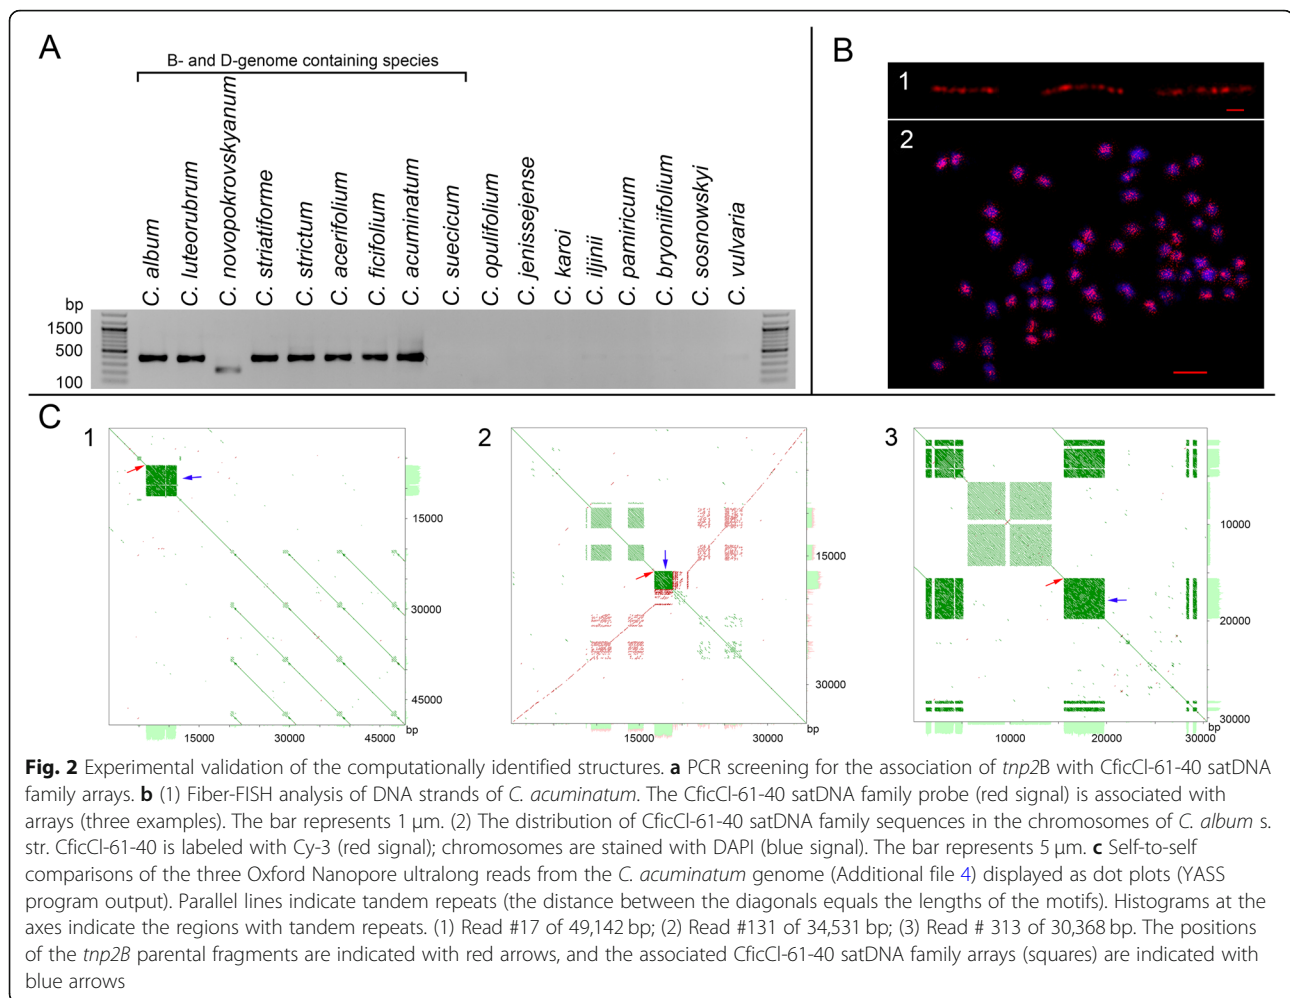 A
B- and D-genome containing species
C. album
C. luteorubrum
C. novopokrovskyanum
C. striatiforme
C. strictum
C. acerifolium
C. ficifolium
C. acuminatum
C. suecicum
C. opulifolium
C. jenissejense
C. karoi
C. iljinii
C. pamiricum
C. bryoniifolium
C. sosnowskyi
C. vulvaria
bp
1500
500
100
B
1
2
C
1
15000
30000
45000
bp
15000
30000
45000
2
15000
30000
bp
15000
30000
3
10000
20000
30000
bp
10000
20000
30000
Fig. 2 Experimental validation of the computationally identified structures. a PCR screening for the association of tnp2B with CficCl-61-40 satDNA
family arrays. b (1) Fiber-FISH analysis of DNA strands of C. acuminatum. The CficCl-61-40 satDNA family probe (red signal) is associated with
arrays (three examples). The bar represents 1 μm. (2) The distribution of CficCl-61-40 satDNA family sequences in the chromosomes of C. album s.
str. CficCl-61-40 is labeled with Cy-3 (red signal); chromosomes are stained with DAPI (blue signal). The bar represents 5 μm. c Self-to-self
comparisons of the three Oxford Nanopore ultralong reads from the C. acuminatum genome (Additional file 4) displayed as dot plots (YASS
program output). Parallel lines indicate tandem repeats (the distance between the diagonals equals the lengths of the motifs). Histograms at the
axes indicate the regions with tandem repeats. (1) Read #17 of 49,142 bp; (2) Read #131 of 34,531 bp; (3) Read # 313 of 30,368 bp. The positions
of the tnp2B parental fragments are indicated with red arrows, and the associated CficCl-61-40 satDNA family arrays (squares) are indicated with
blue arrows